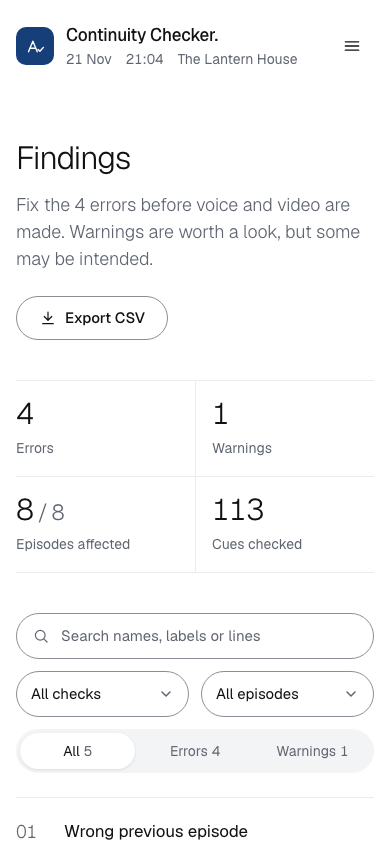 Continuity Checker.
21 Nov 21:04 The Lantern House
Findings
Fix the 4 errors before voice and video are
made. Warnings are worth a look, but some
may be intended.
Export CSV
4
Errors
1
Warnings
8 / 8
Episodes affected
113
Cues checked
Search names, labels or lines
All checks
All episodes
All 5
Errors 4
Warnings 1
01 Wrong previous episode